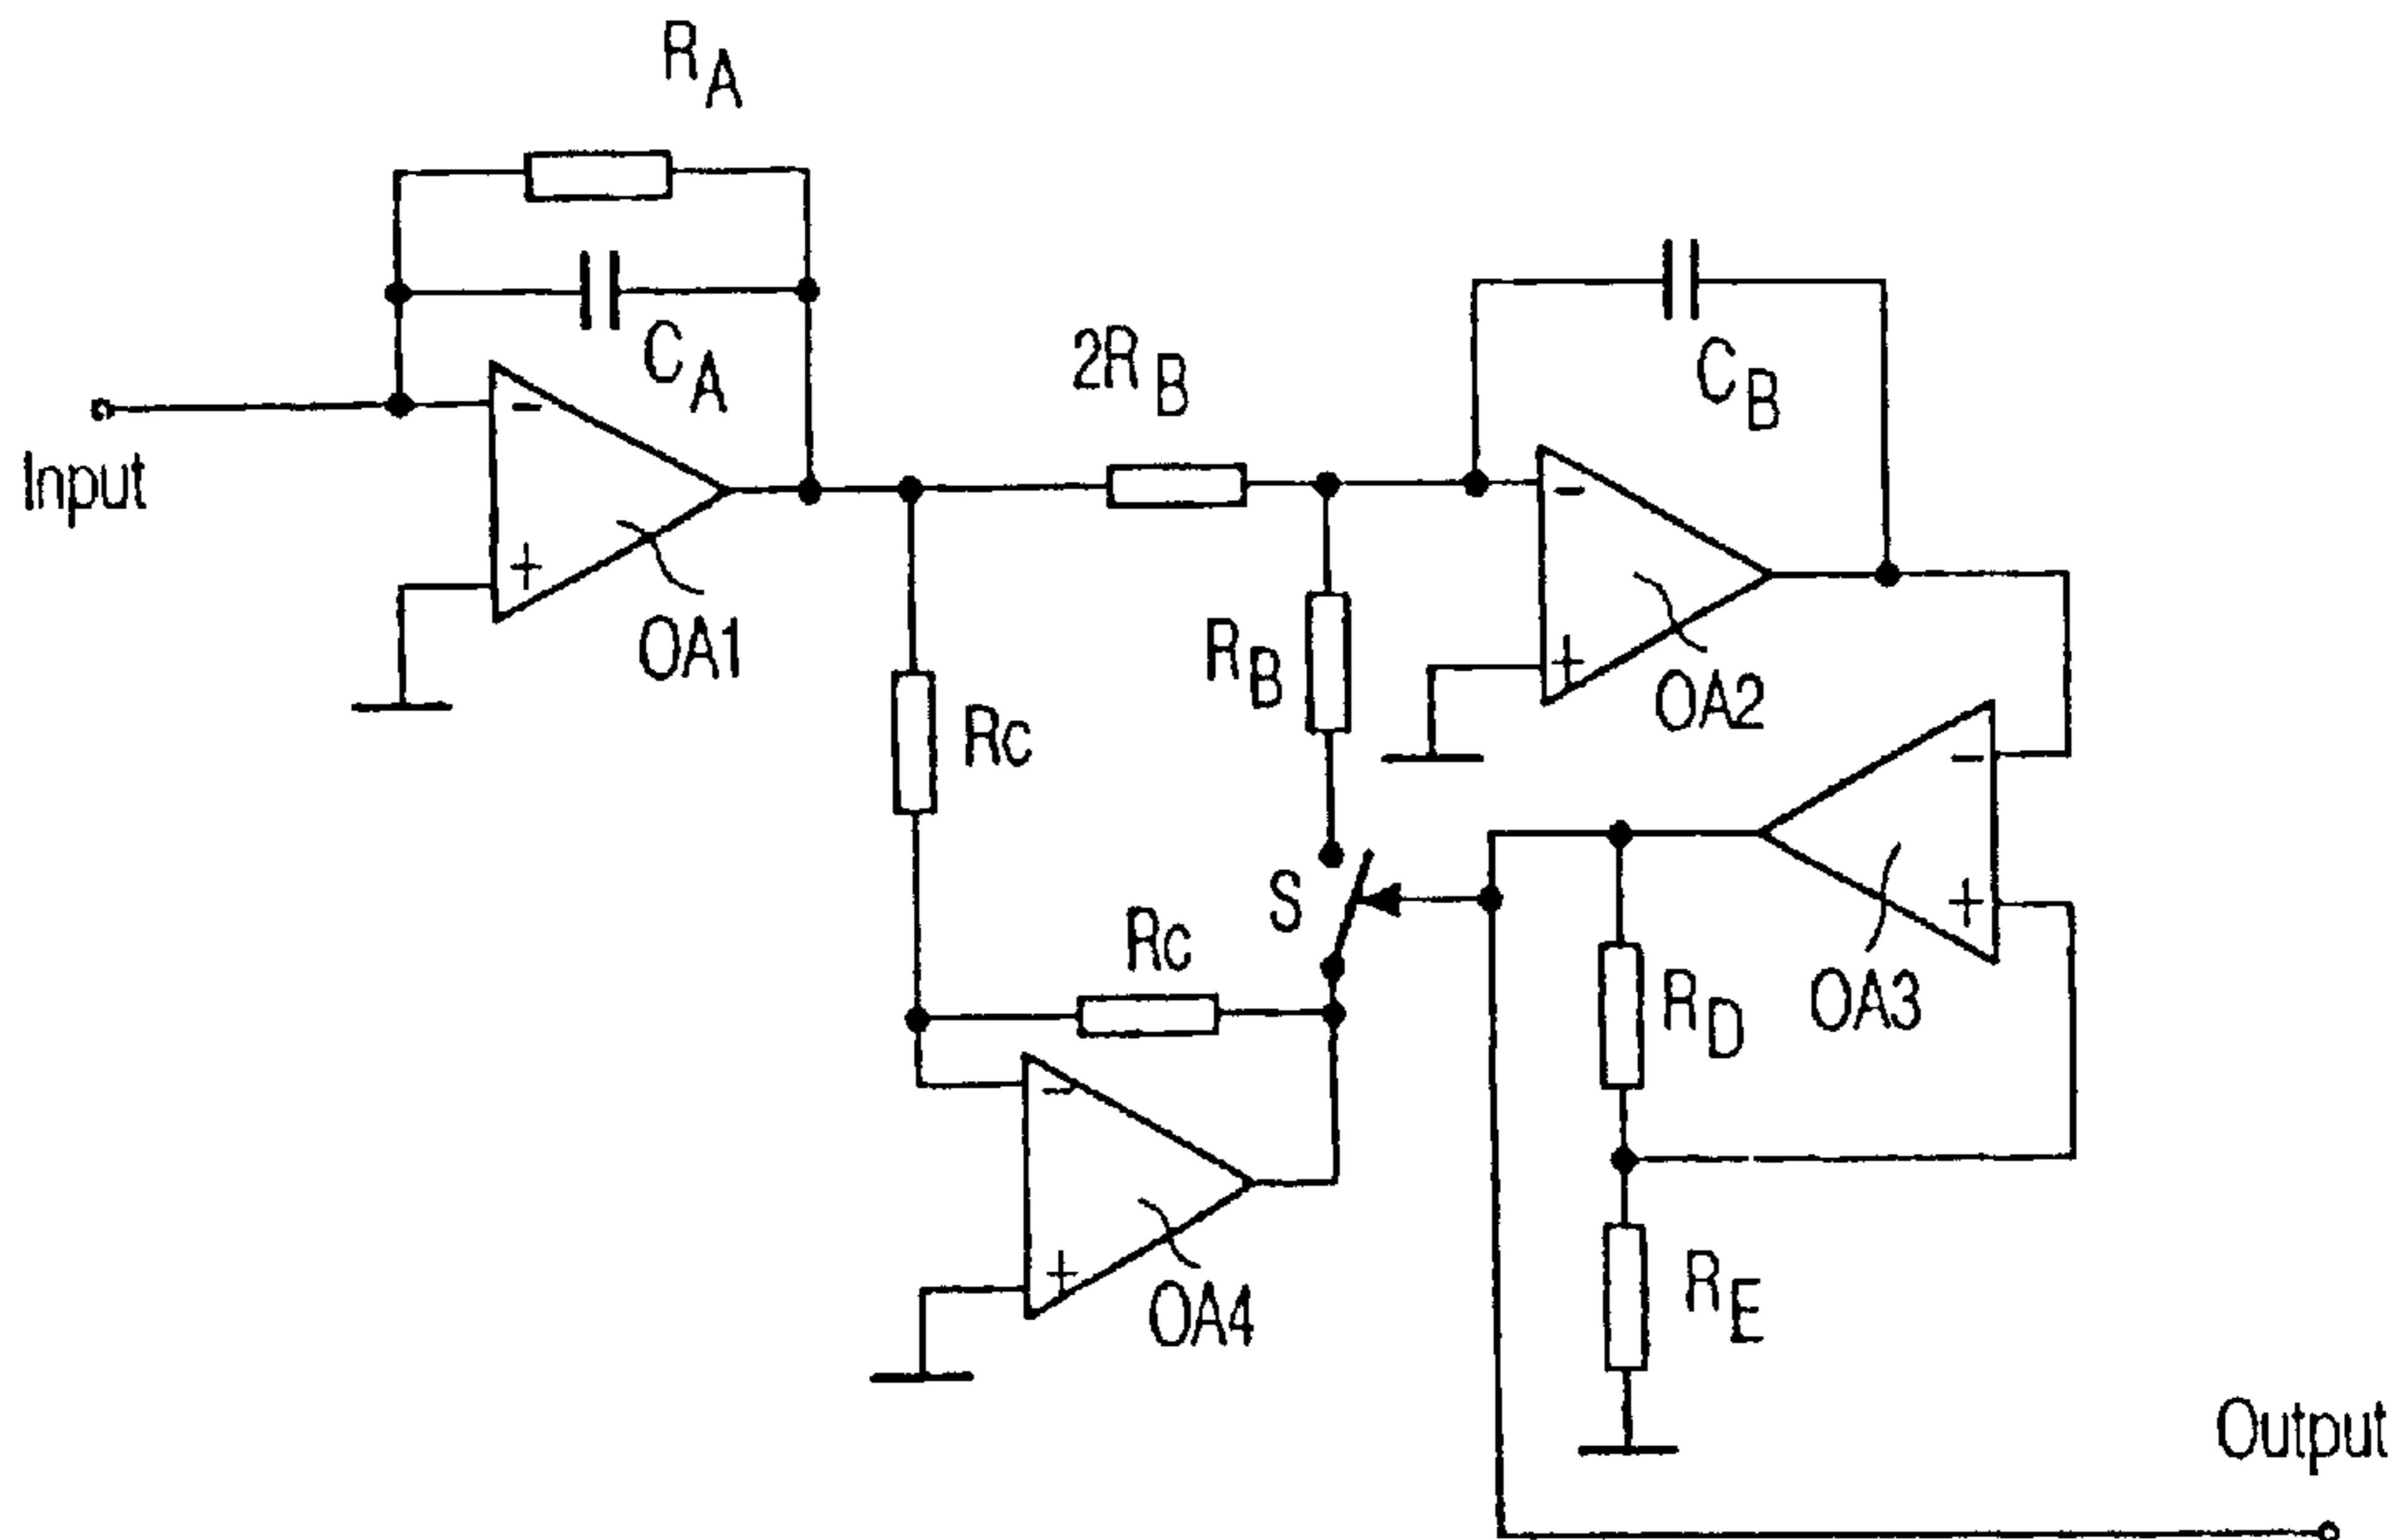 RA
CA
2RB
CB
-
-
Input
+
OA1
RB
+
OA2
Rc
-
S
+
Rc
RD
OA3
-
+
OA4
RE
Output